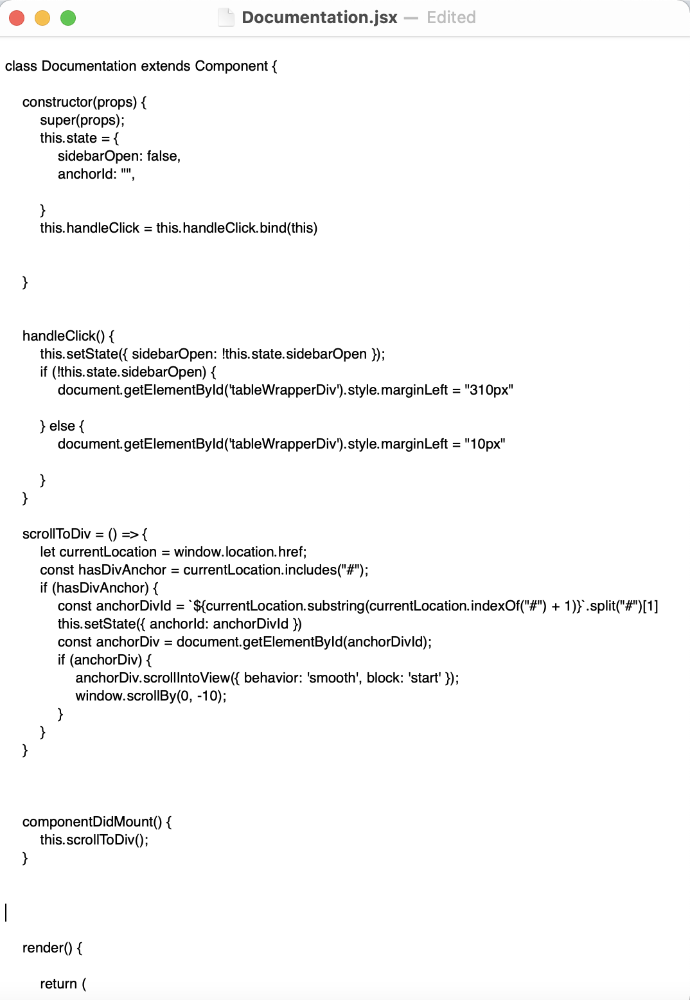 Documentation.jsx — Edited
class Documentation extends Component {
constructor(props) {
super(props);
this.state = {
sidebarOpen: false,
anchorId: "",
}
this.handleClick = this.handleClick.bind(this)
}
handleClick() {
this.setState({ sidebarOpen: !this.state.sidebarOpen });
if (!this.state.sidebarOpen) {
document.getElementById('tableWrapperDiv').style.marginLeft = "310px"
} else {
document.getElementById('tableWrapperDiv').style.marginLeft = "10px"
}
}
scrollToDiv = () => {
let currentLocation = window.location.href;
const hasDivAnchor = currentLocation.includes("#");
if (hasDivAnchor) {
const anchorDivId = `${currentLocation.substring(currentLocation.indexOf("#") + 1)}`.split("#")[1]
this.setState({ anchorId: anchorDivId })
const anchorDiv = document.getElementById(anchorDivId);
if (anchorDiv) {
anchorDiv.scrollIntoView({ behavior: 'smooth', block: 'start' });
window.scrollBy(0, -10);
}
}
}
componentDidMount() {
this.scrollToDiv();
}
render() {
return (